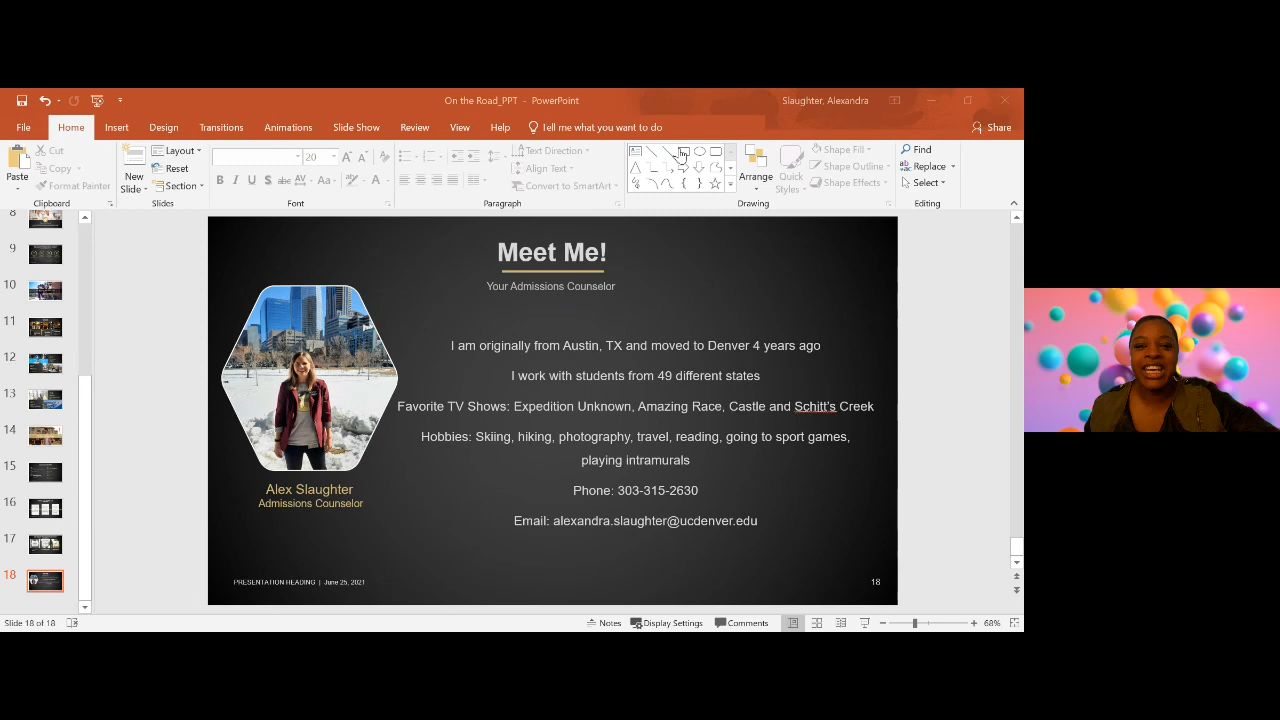 On the Road_PPT - PowerPoint
Slaughter, Alexandra
File Home Insert Design Transitions Animations Slide Show Review View Help Tell me what you want to do Share
Paste
Cut
Copy
Format Painter
Clipboard
New Slide
Layout
Reset
Section
Slides
20
B U S abc AV Aa A
Font
Text Direction
Align Text
Convert to SmartArt
Paragraph
Arrange
Quick Styles
Shape Fill
Shape Outline
Shape Effects
Drawing
Find
Replace
Select
Editing
8
9
10
11
12
13
14
15
16
17
18
Meet Me!
Your Admissions Counselor
I am originally from Austin, TX and moved to Denver 4 years ago
I work with students from 49 different states
Favorite TV Shows: Expedition Unknown, Amazing Race, Castle and Schitt's Creek
Hobbies: Skiing, hiking, photography, travel, reading, going to sport games,
playing intramurals
Phone: 303-315-2630
Email: alexandra.slaughter@ucdenver.edu
Alex Slaughter
Admissions Counselor
PRESENTATION HEADING | June 25, 2021
18
Slide 18 of 18
Notes
Display Settings
Comments
68%